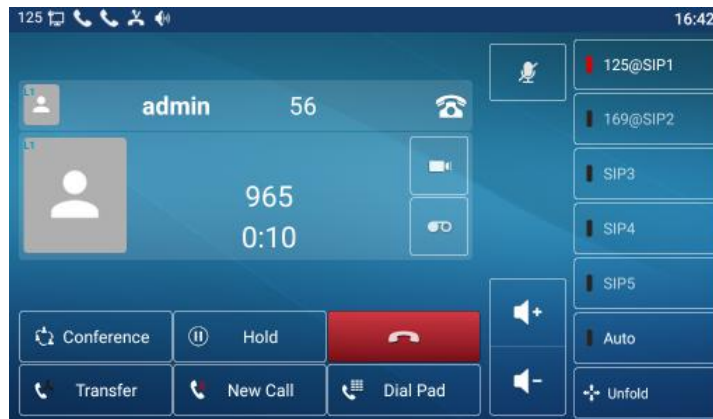 125
16:42
L1
admin 56
L1
965
0:10
Conference
Hold
Transfer
New Call
Dial Pad
125@SIP1
169@SIP2
SIP3
SIP4
SIP5
Auto
Unfold